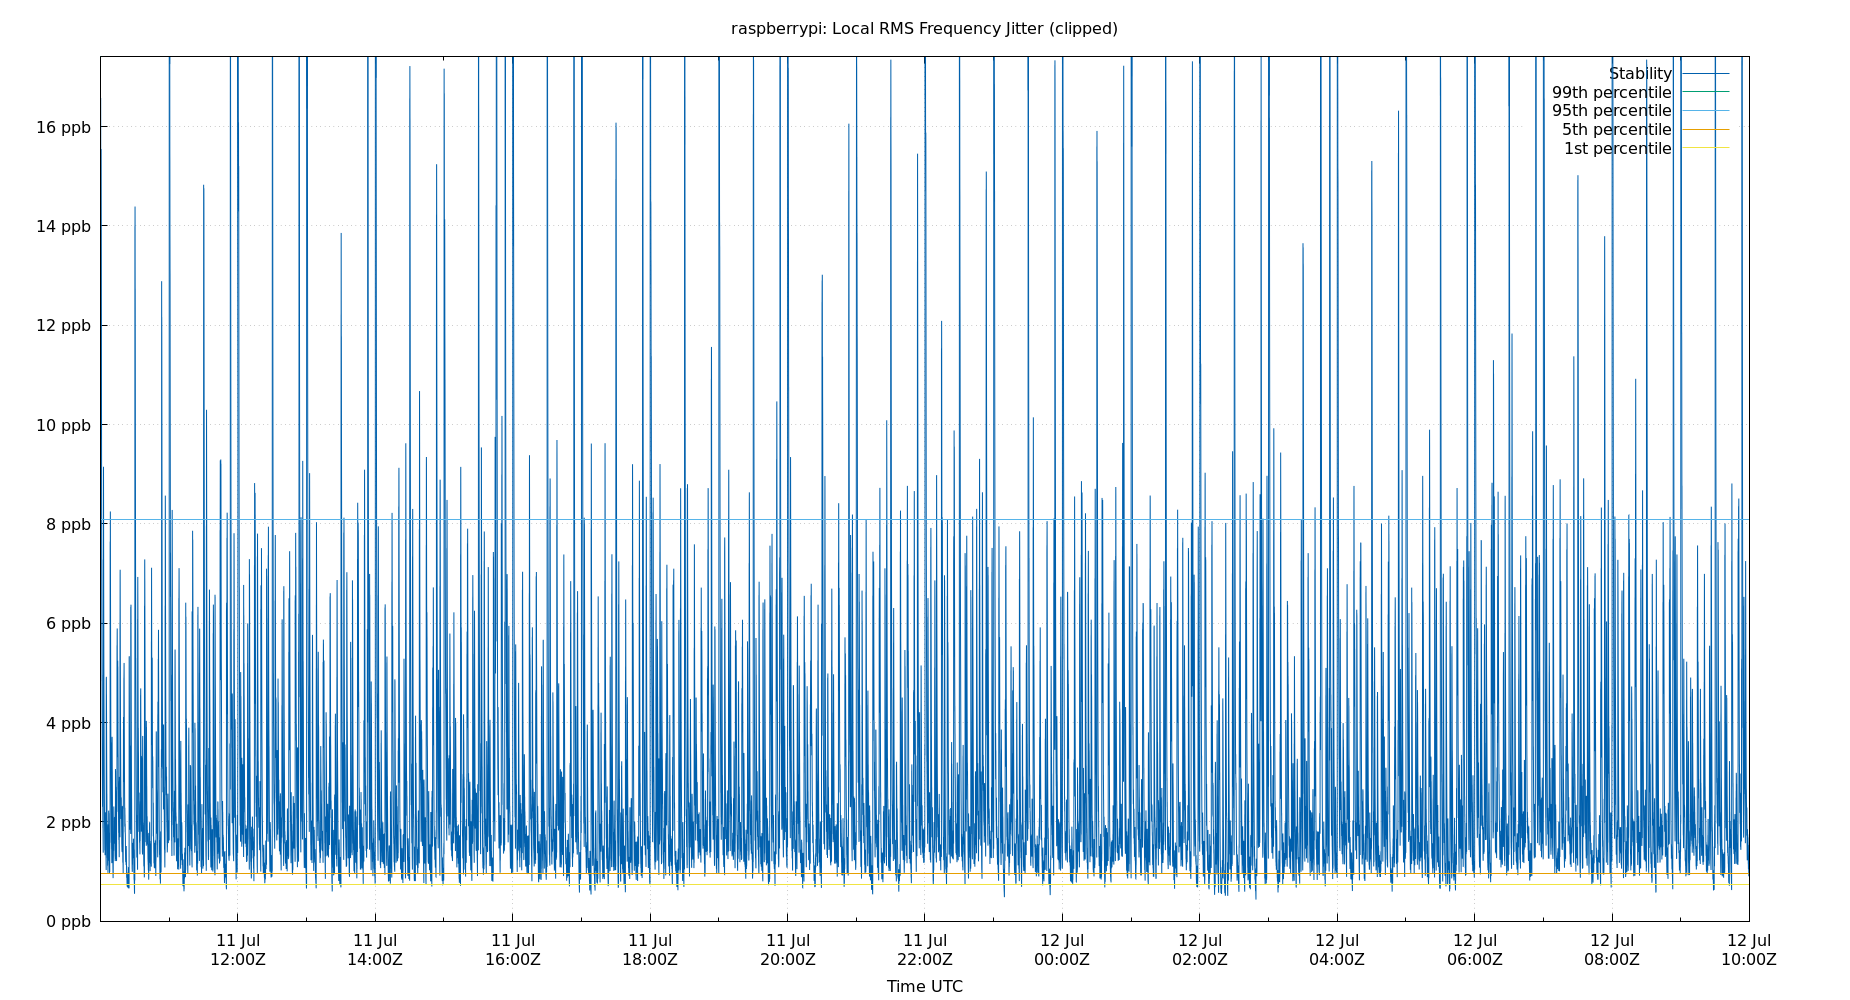 raspberrypi: Local RMS Frequency Jitter (clipped)
Stability
99th percentile
95th percentile
5th percentile
1st percentile
16 ppb
14 ppb
12 ppb
10 ppb
8 ppb
6 ppb
4 ppb
2 ppb
0 ppb
11 Jul 11 Jul 11 Jul 11 Jul 11 Jul 11 Jul 12 Jul 12 Jul 12 Jul 12 Jul 12 Jul 12 Jul
12:00Z 14:00Z 16:00Z 18:00Z 20:00Z 22:00Z 00:00Z 02:00Z 04:00Z 06:00Z 08:00Z 10:00Z
Time UTC